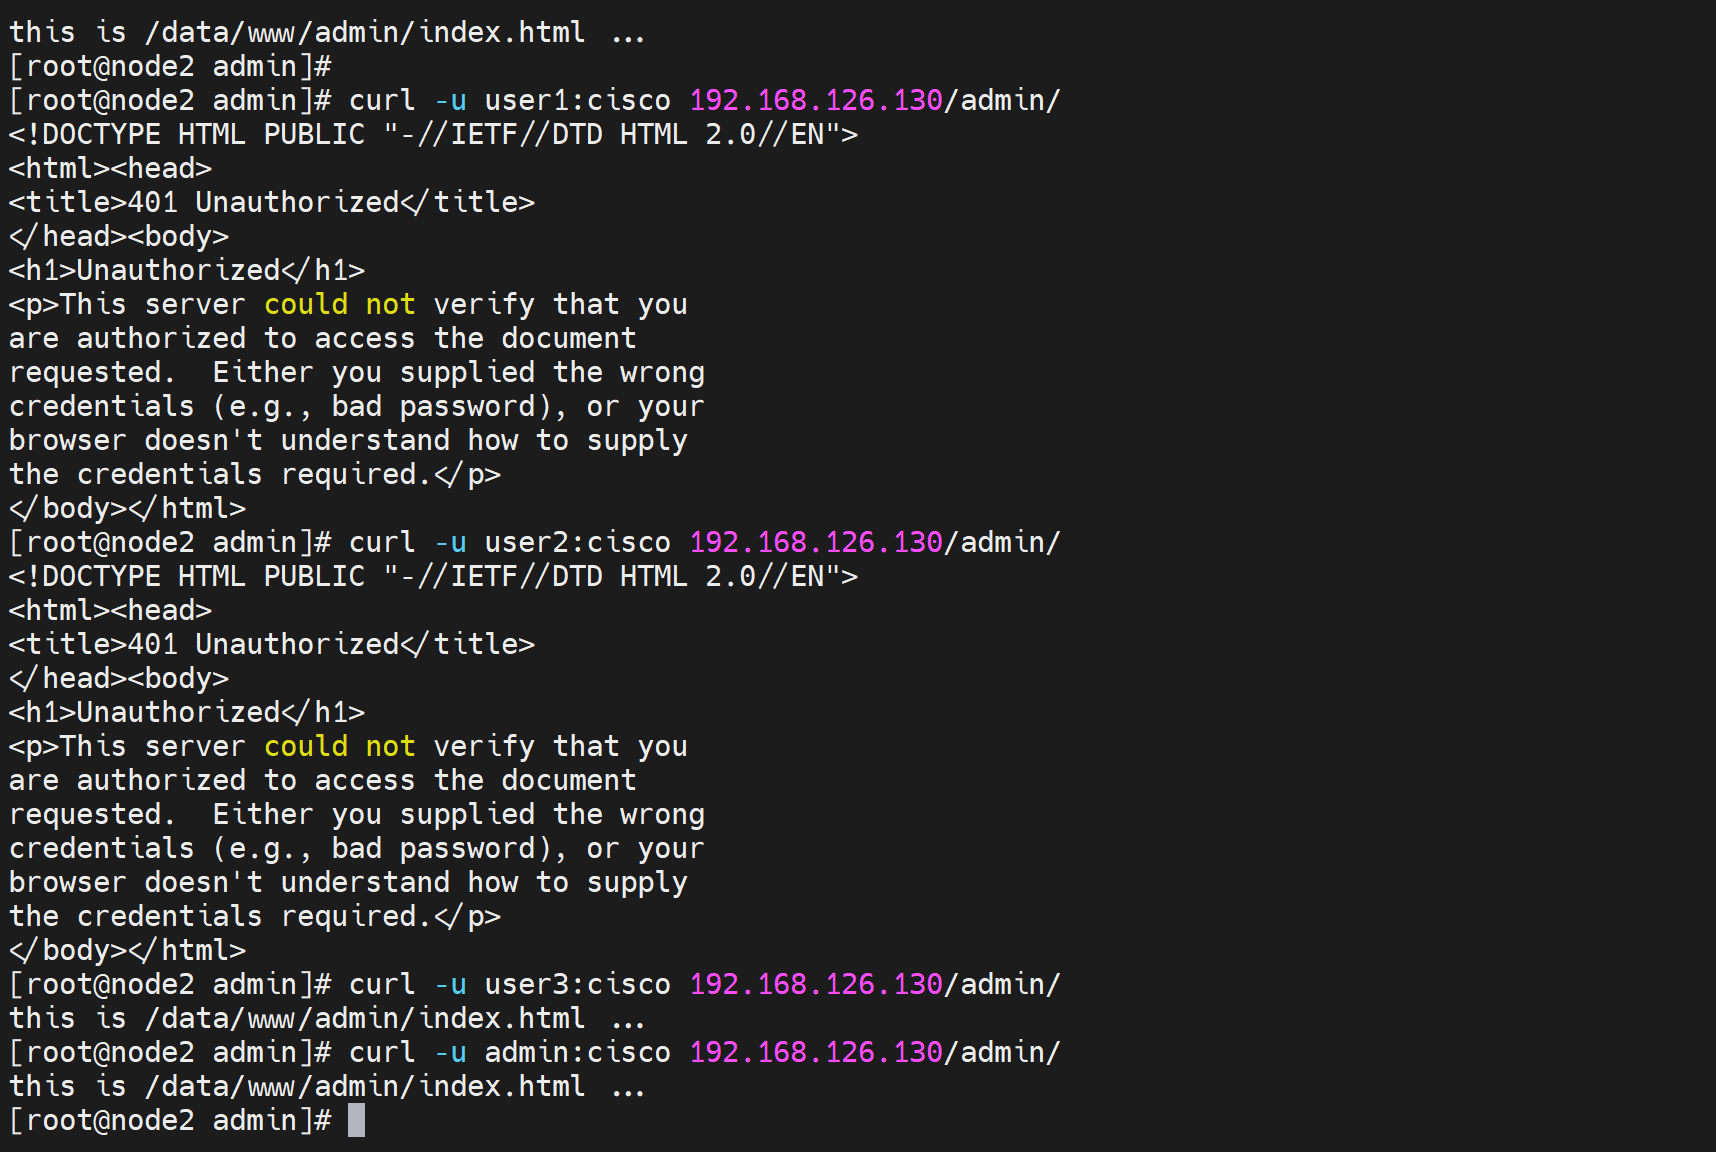 this is /data/www/admin/index.html ...
[root@node2 admin]#
[root@node2 admin]# curl -u user1:cisco 192.168.126.130/admin/
<!DOCTYPE HTML PUBLIC "-//IETF//DTD HTML 2.0//EN">
<html><head>
<title>401 Unauthorized</title>
</head><body>
<h1>Unauthorized</h1>
<p>This server could not verify that you
are authorized to access the document
requested.  Either you supplied the wrong
credentials (e.g., bad password), or your
browser doesn't understand how to supply
the credentials required.</p>
</body></html>
[root@node2 admin]# curl -u user2:cisco 192.168.126.130/admin/
<!DOCTYPE HTML PUBLIC "-//IETF//DTD HTML 2.0//EN">
<html><head>
<title>401 Unauthorized</title>
</head><body>
<h1>Unauthorized</h1>
<p>This server could not verify that you
are authorized to access the document
requested.  Either you supplied the wrong
credentials (e.g., bad password), or your
browser doesn't understand how to supply
the credentials required.</p>
</body></html>
[root@node2 admin]# curl -u user3:cisco 192.168.126.130/admin/
this is /data/www/admin/index.html ...
[root@node2 admin]# curl -u admin:cisco 192.168.126.130/admin/
this is /data/www/admin/index.html ...
[root@node2 admin]#